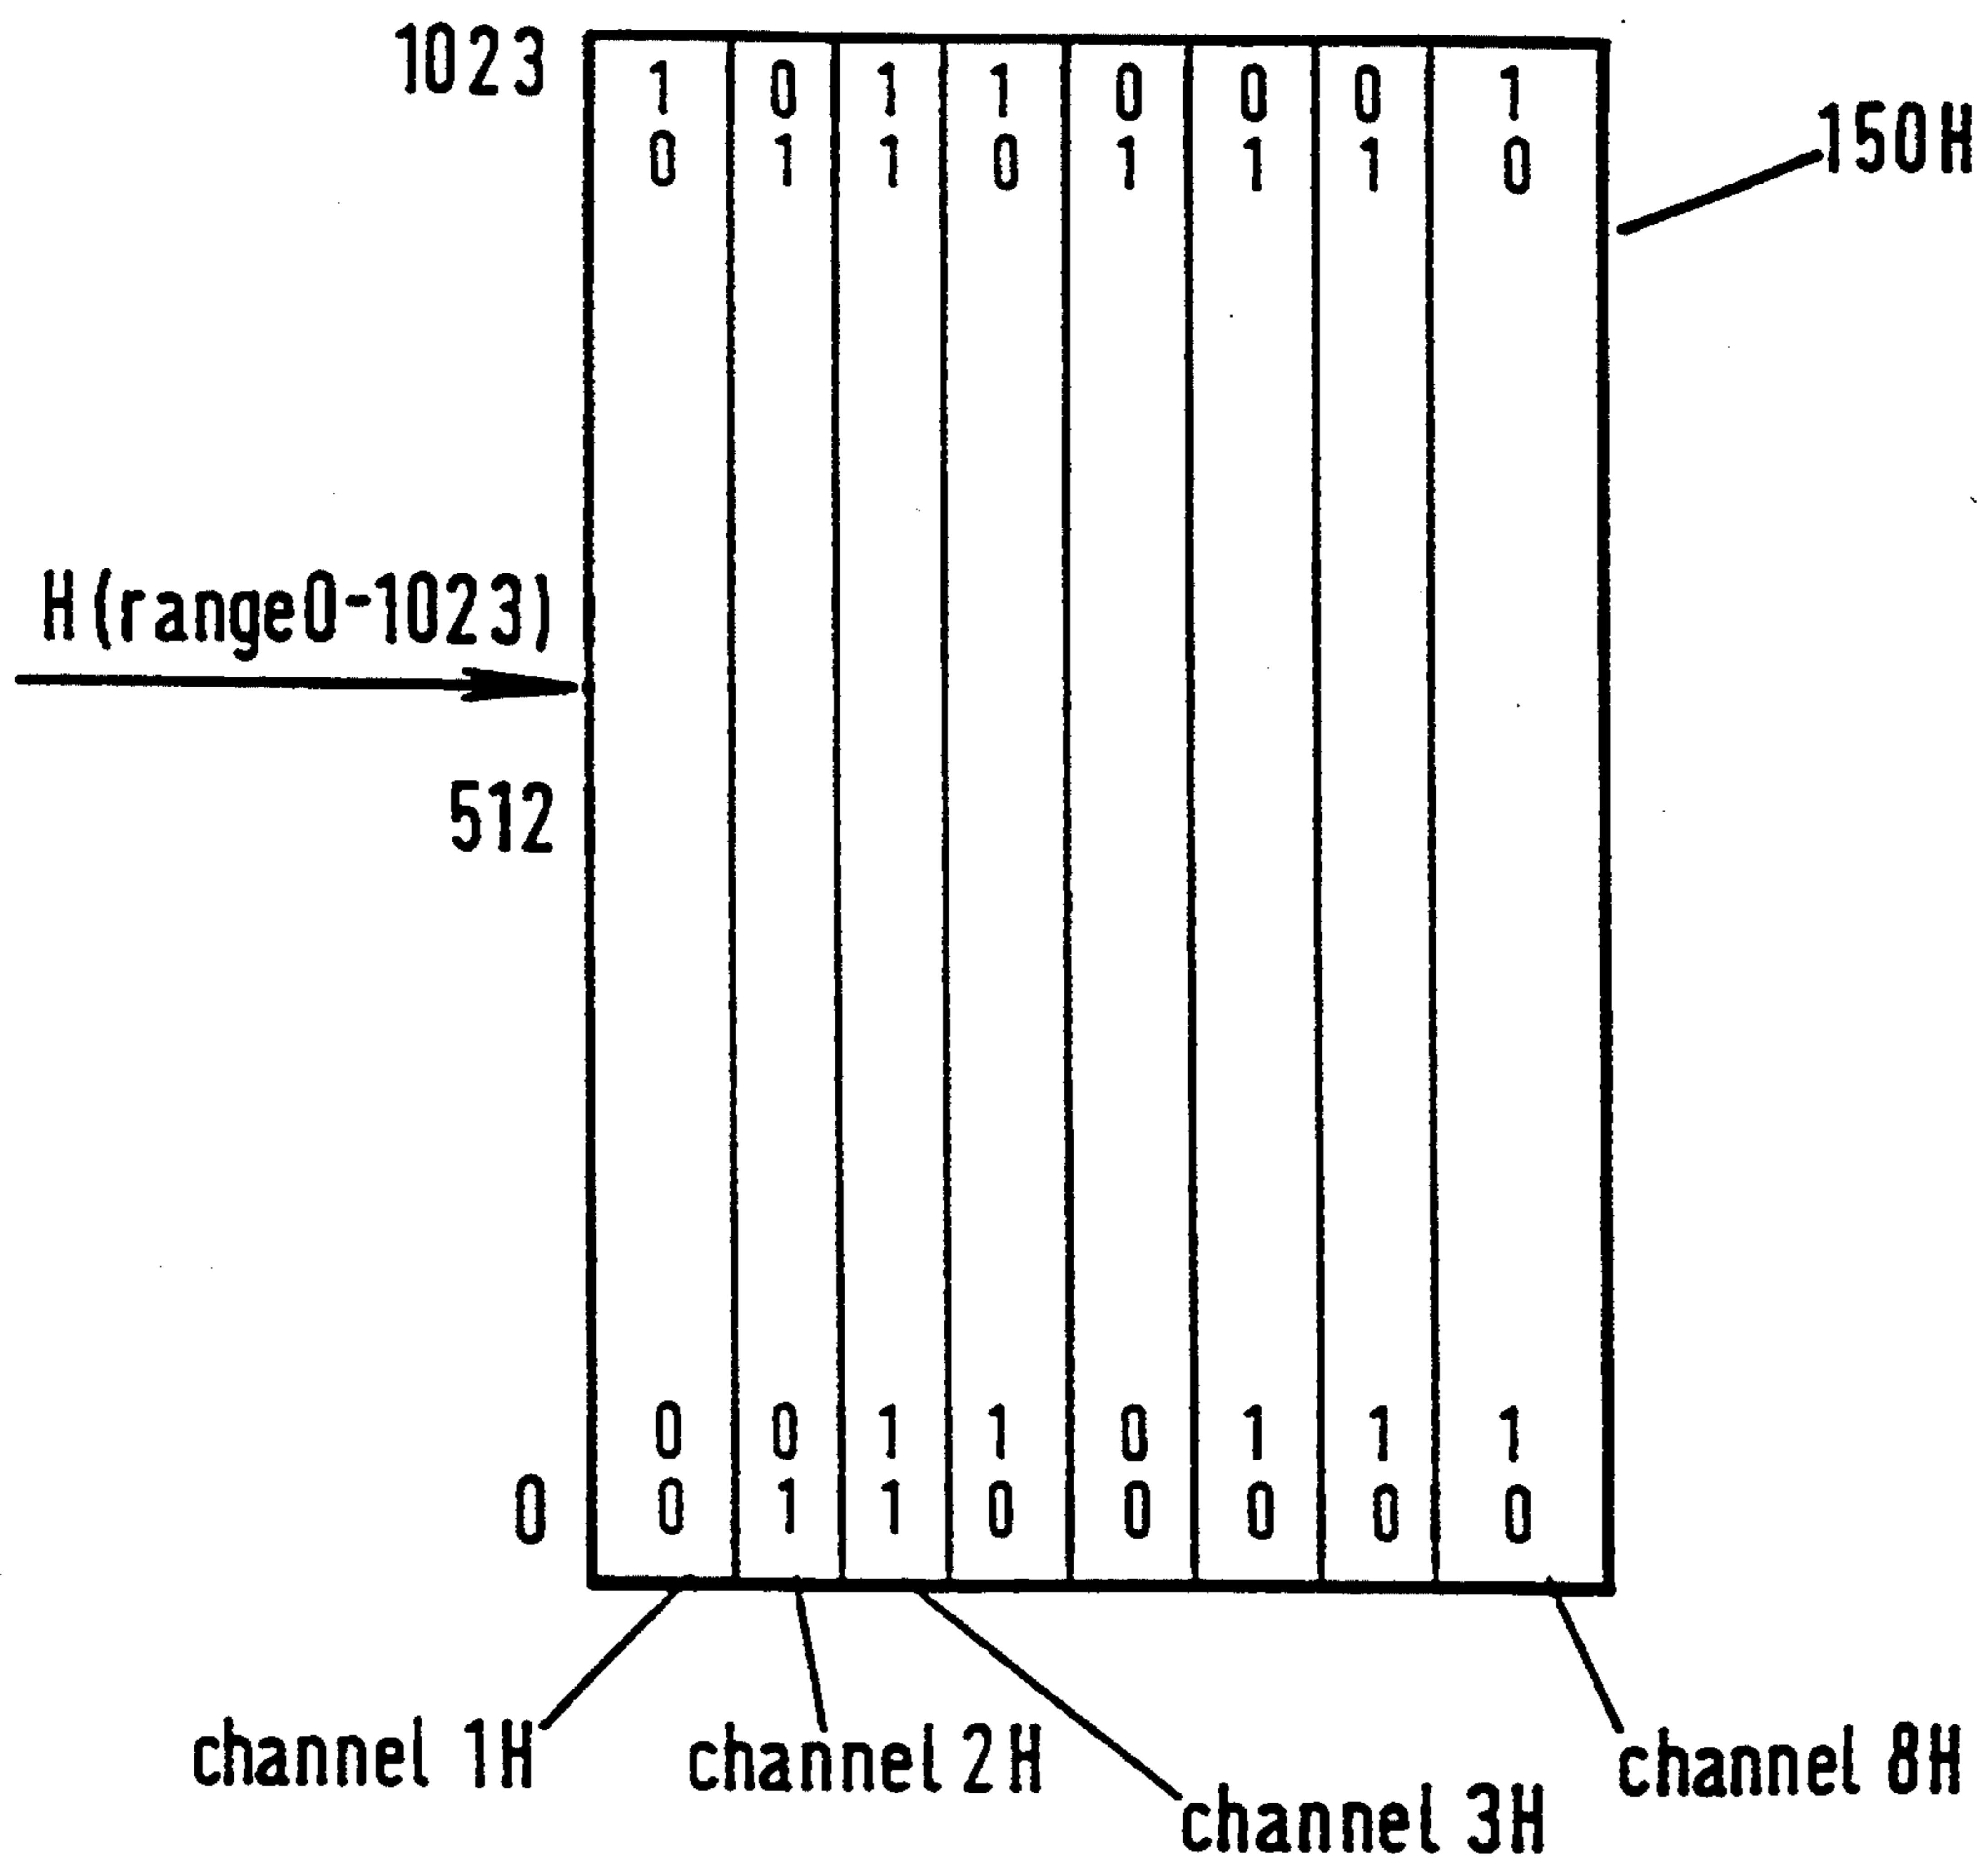 1023 1 0 1 1 0 0 0 1
0 1 1 0 1 1 1 0
150H
H(range0-1023)
512
0 0 1 1 0 1 1 1
0 0 1 1 0 0 0 0 0
channel 1H channel 2H channel 8H
channel 3H